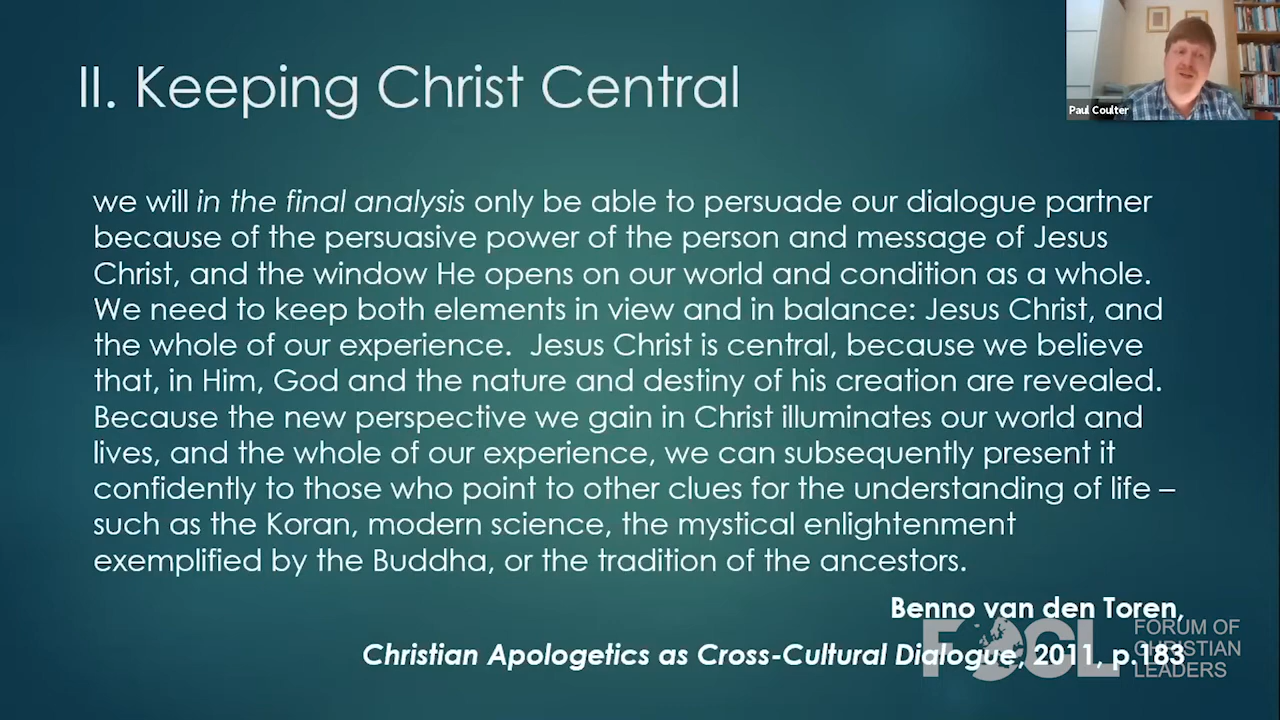 II. Keeping Christ Central
Paul Coulter
we will in the final analysis only be able to persuade our dialogue partner
because of the persuasive power of the person and message of Jesus
Christ, and the window He opens on our world and condition as a whole.
We need to keep both elements in view and in balance: Jesus Christ, and
the whole of our experience.  Jesus Christ is central, because we believe
that, in Him, God and the nature and destiny of his creation are revealed.
Because the new perspective we gain in Christ illuminates our world and
lives, and the whole of our experience, we can subsequently present it
confidently to those who point to other clues for the understanding of life –
such as the Koran, modern science, the mystical enlightenment
exemplified by the Buddha, or the tradition of the ancestors.
Benno van den Toren,
Christian Apologetics as Cross-Cultural Dialogue, 2011, p.183
FOCL
FORUM OF
CHRISTIAN
LEADERS